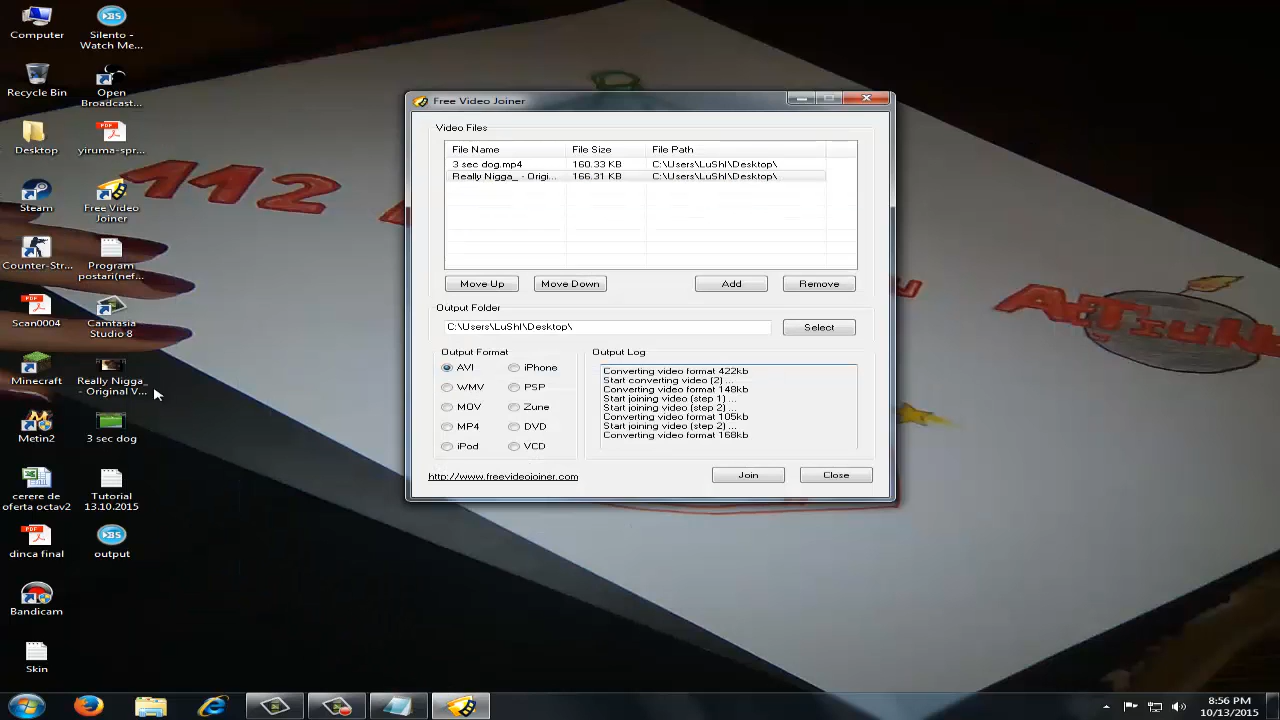 Computer
Silento -
Watch Me...
Recycle Bin
Open
Broadcast...
Desktop
yiruma-spr...
Steam
Free Video
Joiner
Counter-Str...
Program
postari(nef...
Scan0004
Camtasia
Studio 8
Minecraft
Really Nigga_
- Original V...
Metin2
3 sec dog
cerere de
oferta octav2
Tutorial
13.10.2015
dinca final
output
Bandicam
Skin
112
Free Video Joiner
Video Files
File Name File Size File Path
3 sec dog.mp4 160.33 KB C:\Users\LuShI\Desktop\
Really Nigga_ - Origi... 166.31 KB C:\Users\LuShI\Desktop\
Move Up Move Down Add Remove
Output Folder
C:\Users\LuShI\Desktop\ Select
Output Format
AVI iPhone
WMV PSP
MOV Zune
MP4 DVD
iPod VCD
Output Log
Converting video format 422kb
Start converting video (2) ...
Converting video format 148kb
Start joining video (step 1) ...
Start joining video (step 2) ...
Converting video format 105kb
Start joining video (step 2) ...
Converting video format 168kb
http://www.freevideojoiner.com
Join Close
8:56 PM
10/13/2015